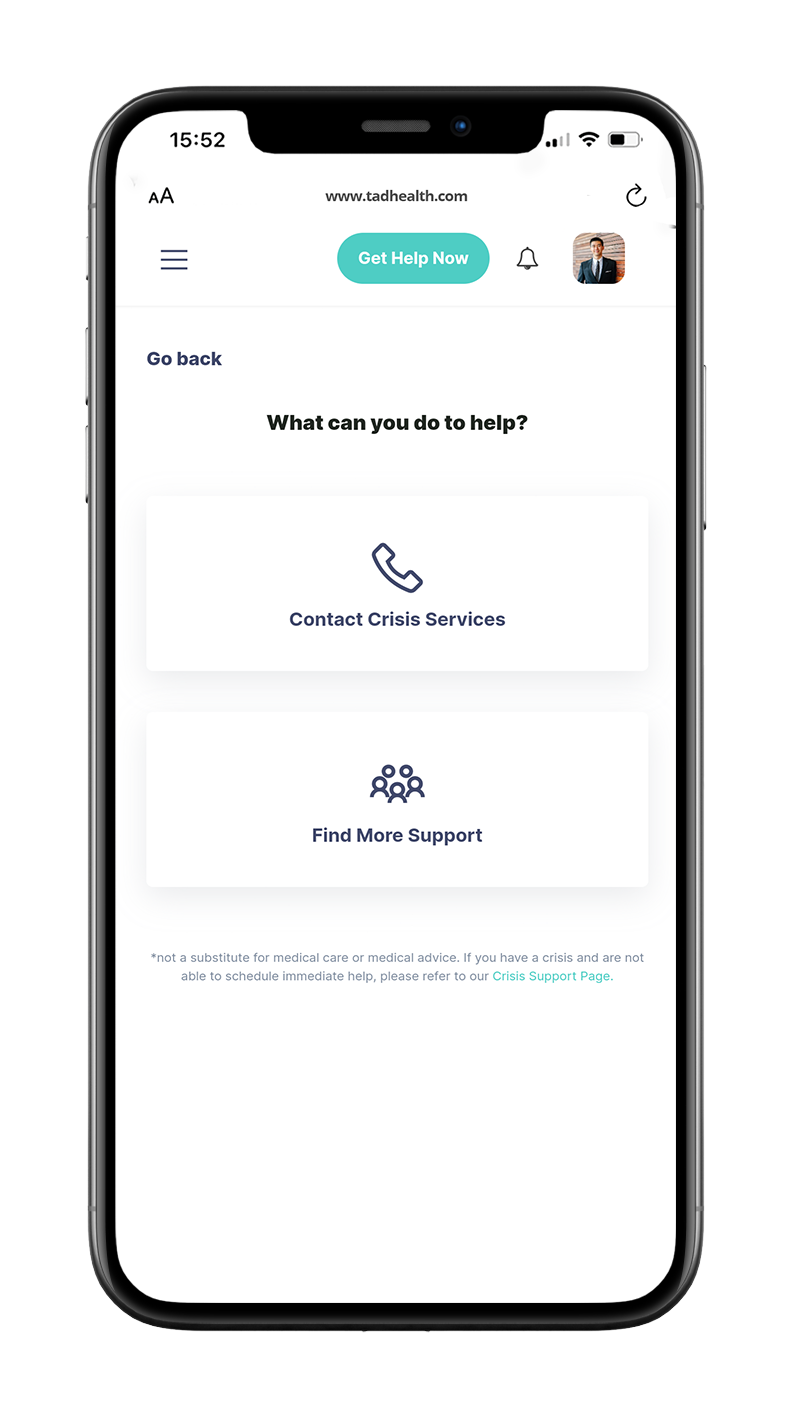 15:52
AA www.tadhealth.com
Get Help Now
Go back
What can you do to help?
Contact Crisis Services
Find More Support
*not a substitute for medical care or medical advice. If you have a crisis and are not
able to schedule immediate help, please refer to our Crisis Support Page.